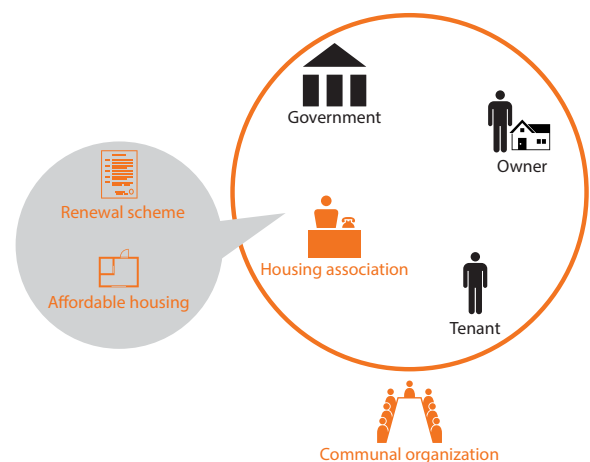 Government
Owner
Renewal scheme
Housing association
Affordable housing
Tenant
Communal organization